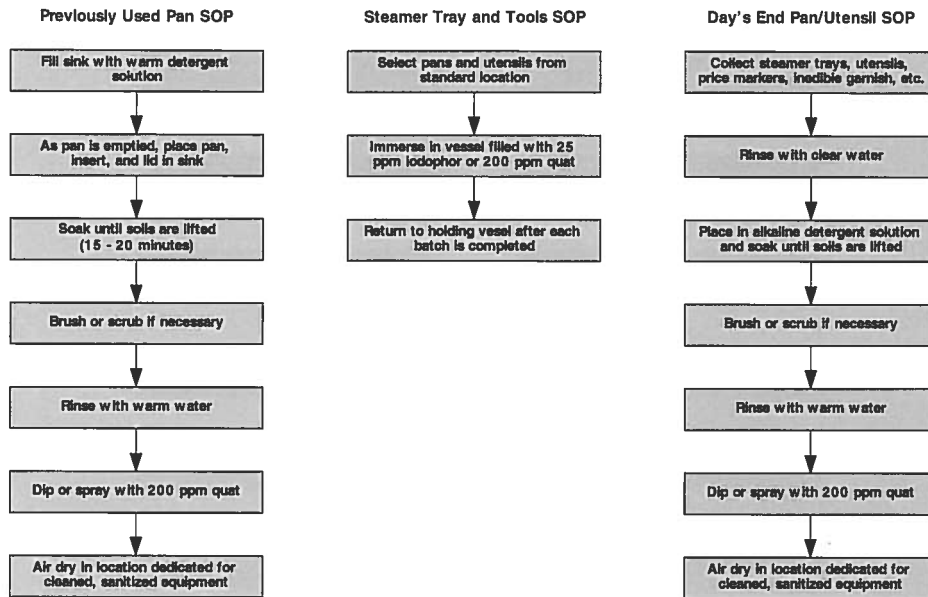 Previously Used Pan SOP
Fill sink with warm detergent
solution
As pan is emptied, place pan,
insert, and lid in sink
Soak until soils are lifted
(15 - 20 minutes)
Brush or scrub if necessary
Rinse with warm water
Dip or spray with 200 ppm quat
Air dry in location dedicated for
cleaned, sanitized equipment
Steamer Tray and Tools SOP
Select pans and utensils from
standard location
Immerse in vessel filled with 25
ppm iodophor or 200 ppm quat
Return to holding vesel after each
batch is completed
Day's End Pan/Utensil SOP
Collect steamer trays, utensils,
price markers, inedible garnish, etc.
Rinse with clear water
Place in alkaline detergent solution
and soak until soils are lifted
Brush or scrub if necessary
Rinse with warm water
Dip or spray with 200 ppm quat
Air dry in location dedicated for
cleaned, sanitized equipment